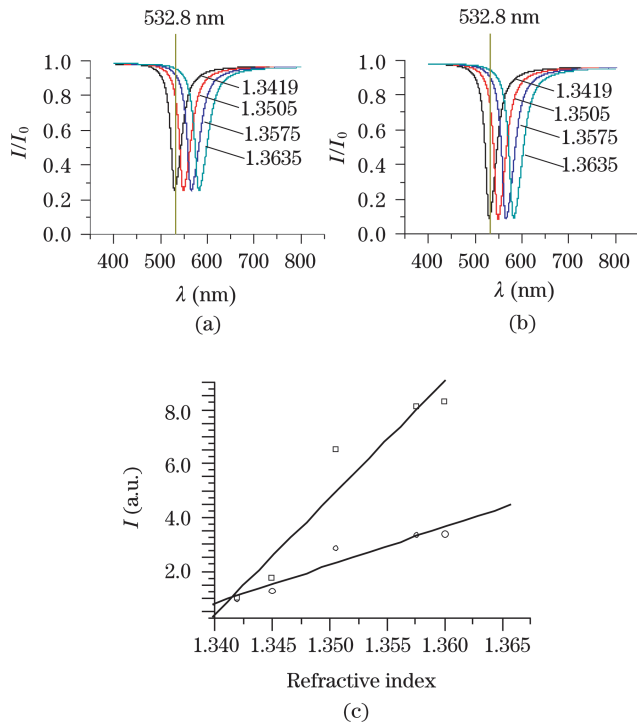 532.8 nm
1.0
0.8
0.6
0.4
0.2
0.0
I/I0
1.3419
1.3505
1.3575
1.3635
400 500 600 700 800
λ (nm)
(a)
532.8 nm
1.0
0.8
0.6
0.4
0.2
0.0
I/I0
1.3419
1.3505
1.3575
1.3635
400 500 600 700 800
λ (nm)
(b)
8.0
6.0
4.0
2.0
I (a.u.)
1.340 1.345 1.350 1.355 1.360 1.365
Refractive index
(c)